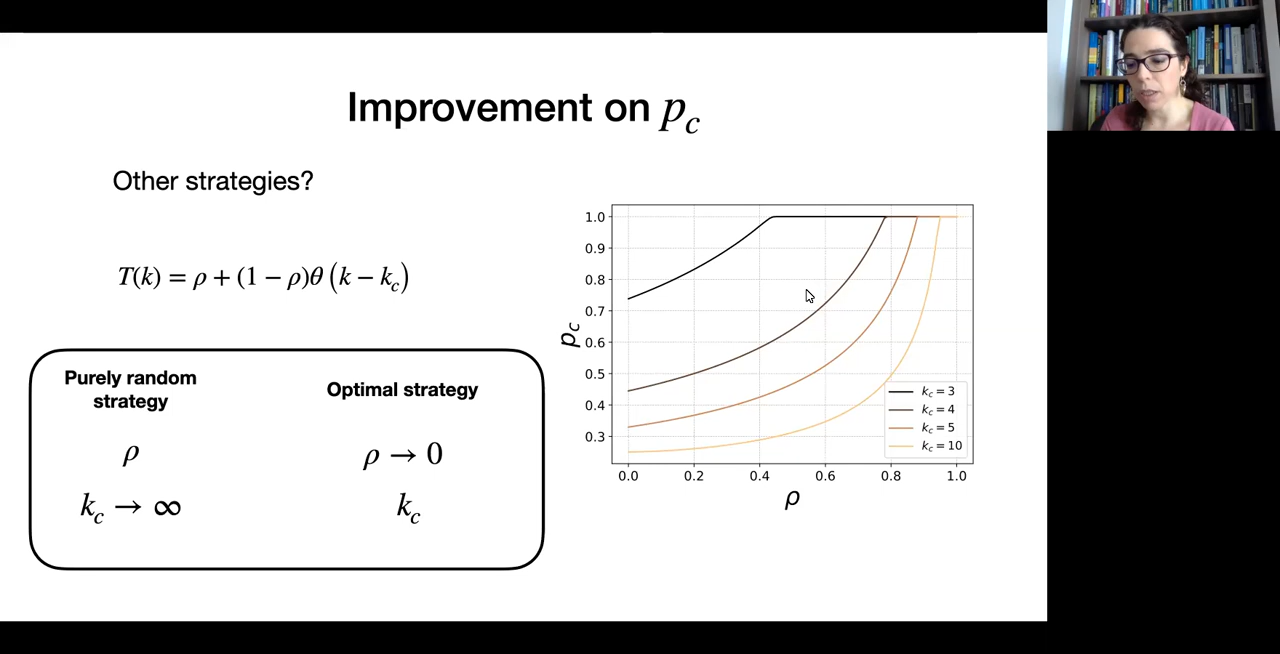 Improvement on p_c
Other strategies?
T(k) = ρ + (1 − ρ)θ (k − k_c)
Purely random
strategy
Optimal strategy
ρ
ρ → 0
k_c → ∞
k_c
1.0
0.9
0.8
0.7
0.6
0.5
0.4
0.3
p_c
0.0 0.2 0.4 0.6 0.8 1.0
ρ
k_c = 3
k_c = 4
k_c = 5
k_c = 10